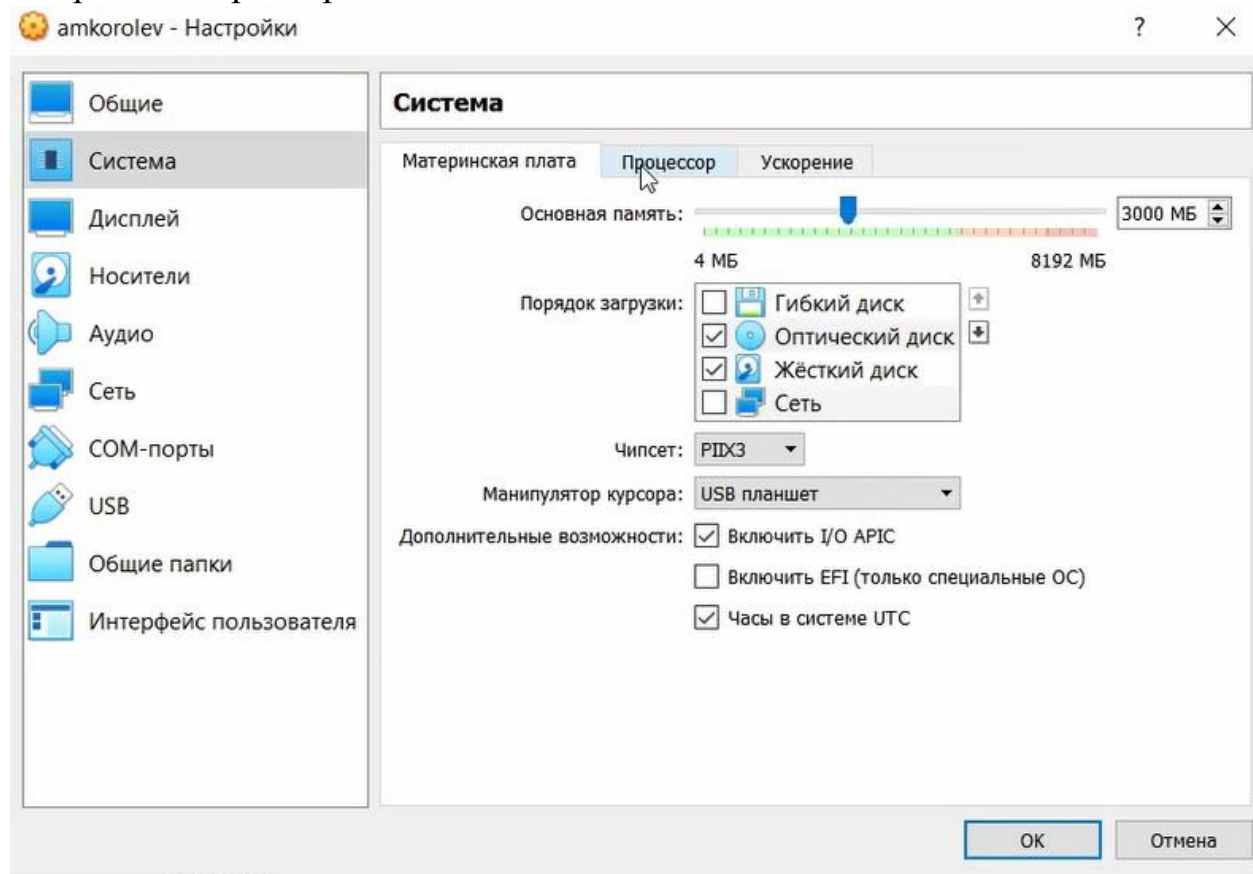 amkorolev - Настройки
?
Общие
Система
Дисплей
Носители
Аудио
Сеть
COM-порты
USB
Общие папки
Интерфейс пользователя
Система
Материнская плата Процессор Ускорение
Основная память: 3000 МБ
4 МБ 8192 МБ
Порядок загрузки: Гибкий диск
Оптический диск
Жёсткий диск
Сеть
Чипсет: PIIX3
Манипулятор курсора: USB планшет
Дополнительные возможности: Включить I/O APIC
Включить EFI (только специальные ОС)
Часы в системе UTC
OK Отмена